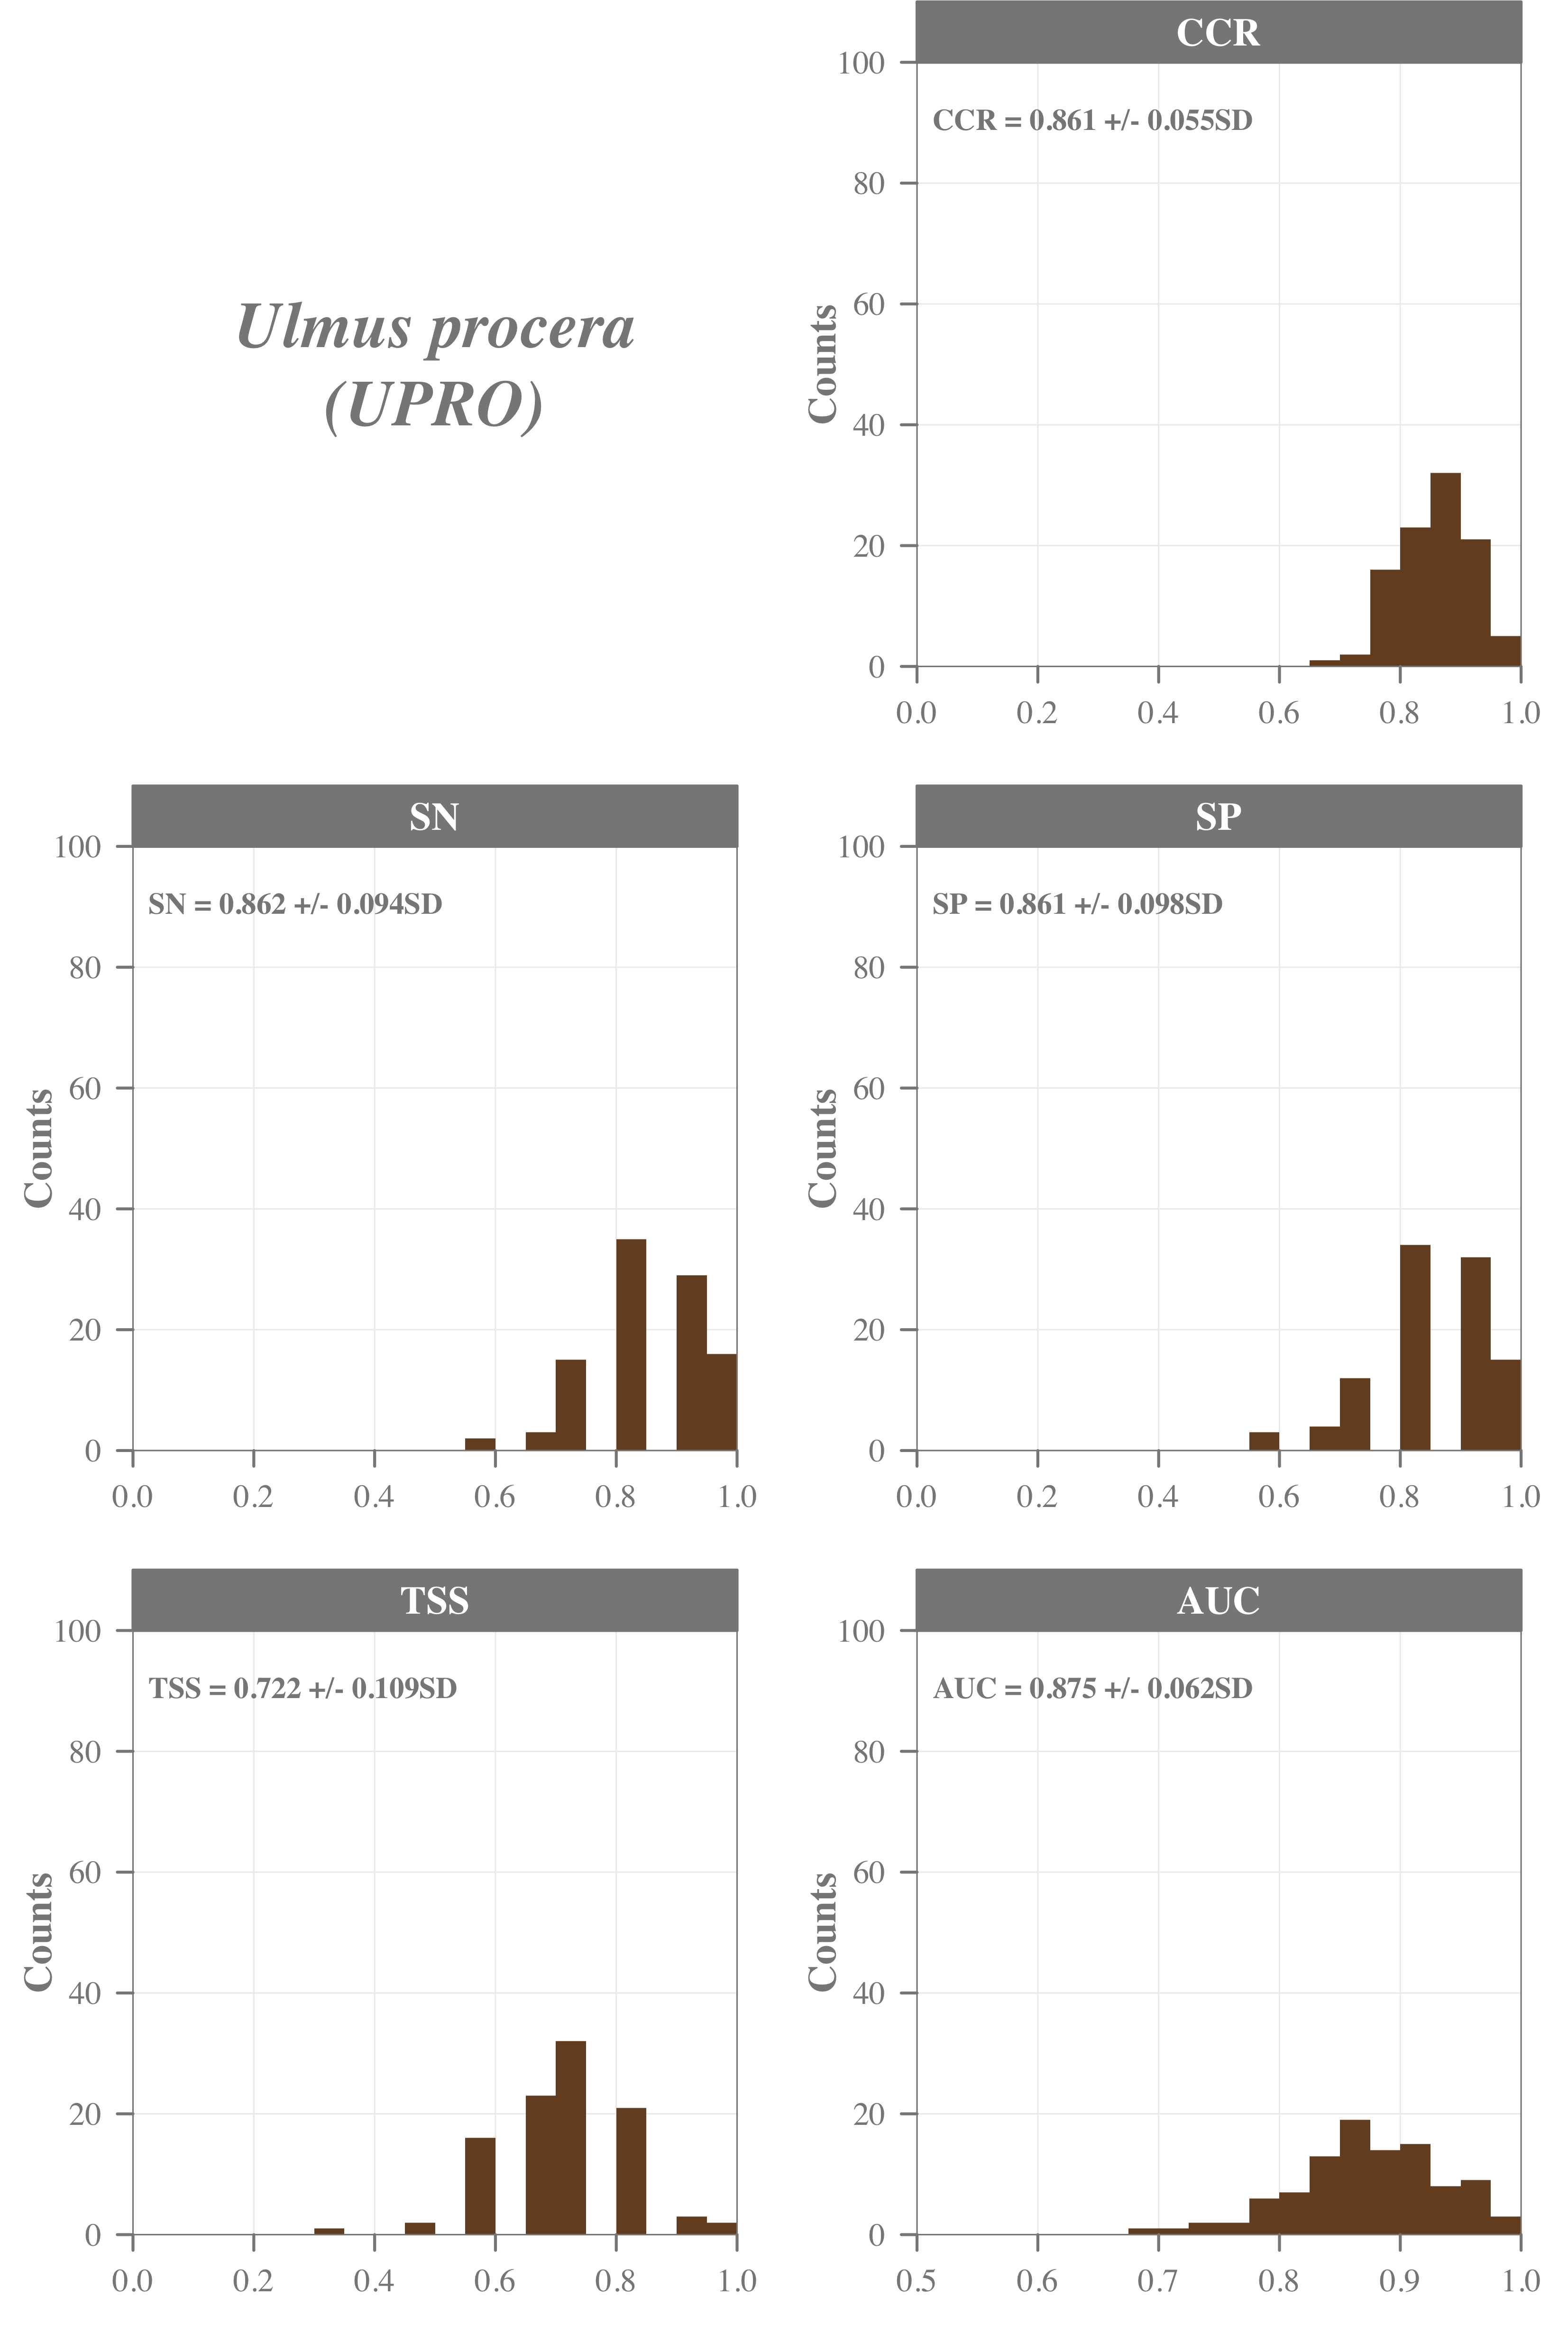 Ulmus procera
(UPRO)
CCR
CCR = 0.861 +/- 0.055SD
Counts
100
80
60
40
20
0
0.0 0.2 0.4 0.6 0.8 1.0
SN
SN = 0.862 +/- 0.094SD
Counts
100
80
60
40
20
0
0.0 0.2 0.4 0.6 0.8 1.0
SP
SP = 0.861 +/- 0.098SD
Counts
100
80
60
40
20
0
0.0 0.2 0.4 0.6 0.8 1.0
TSS
TSS = 0.722 +/- 0.109SD
Counts
100
80
60
40
20
0
0.0 0.2 0.4 0.6 0.8 1.0
AUC
AUC = 0.875 +/- 0.062SD
Counts
100
80
60
40
20
0
0.5 0.6 0.7 0.8 0.9 1.0